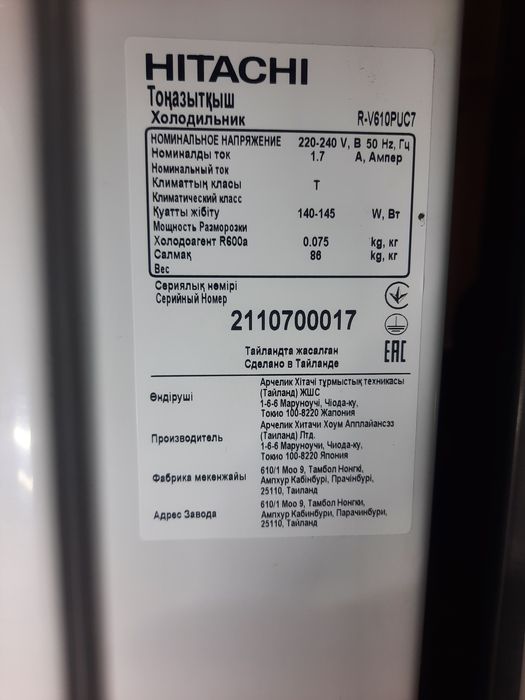 HITACHI
Тоңазытқыш
Холодильник R-V610PUC7
НОМИНАЛЬНОЕ НАПРЯЖЕНИЕ 220-240 V, В 50 Hz, Гц
Номиналды ток 1.7 А, Ампер
Номинальный ток
Климаттың класы T
Климатический класс
Қуатты жібіту 140-145 W, Вт
Мощность Разморозки
Холодоагент R600a 0.075 kg, кг
Салмақ 86 kg, кг
Вес
Сериялық нөмірі
Серийный Номер
2110700017
Тайландта жасалған
Сделано в Тайланде
EAC
Өндіруші
Арчелик Хітачі тұрмыстық техникасы
(Тайланд) ЖШС
1-6-6 Маруноучі, Чіода-ку,
Токио 100-8220 Жапония
Производитель
Арчелик Хитачи Хоум Апплайансэз
(Таиланд) Лтд.
1-6-6 Маруноучи, Чиода-ку,
Токио 100-8220 Япония
Фабрика мекенжайы
610/1 Моо 9, Тамбол Нонгкі,
Ампхур Кабінбурі, Прачінбурі,
25110, Таиланд
Адрес Завода
610/1 Моо 9, Тамбол Нонгки,
Ампхур Кабинбури, Парачинбури,
25110, Таиланд